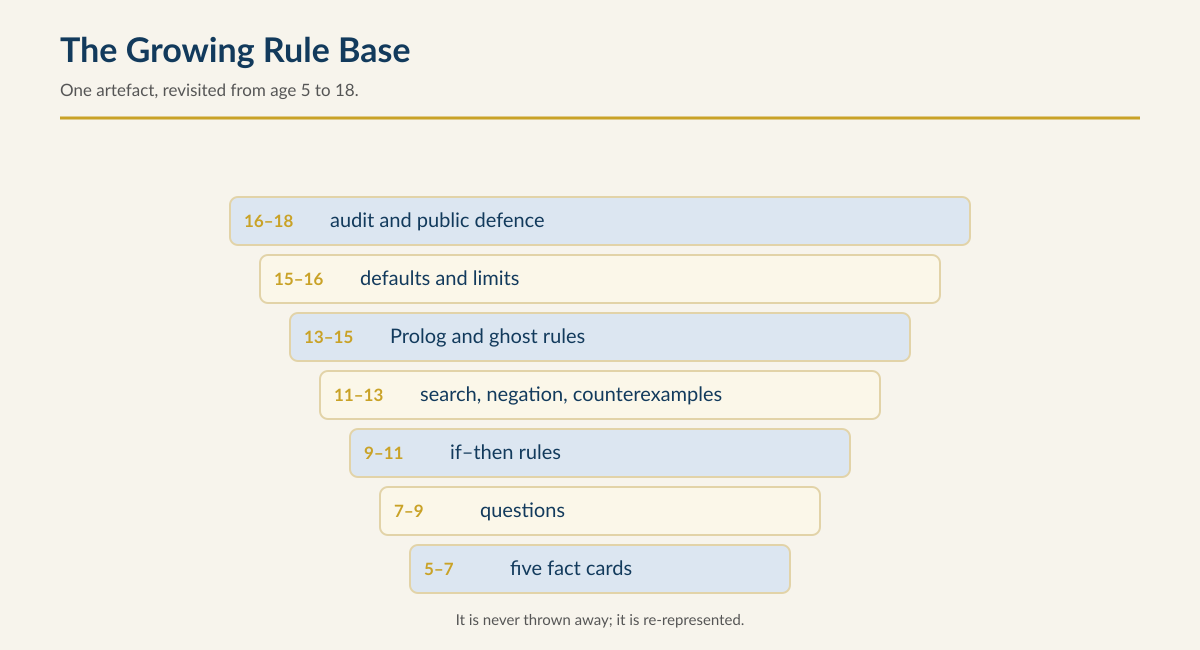 The Growing Rule Base
One artefact, revisited from age 5 to 18.
16–18 audit and public defence
15–16 defaults and limits
13–15 Prolog and ghost rules
11–13 search, negation, counterexamples
9–11 if–then rules
7–9 questions
5–7 five fact cards
It is never thrown away; it is re-represented.